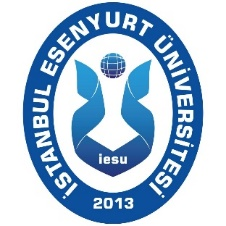 İSTANBUL ESENYURT ÜNİVERSİTESİ
iesu
2013